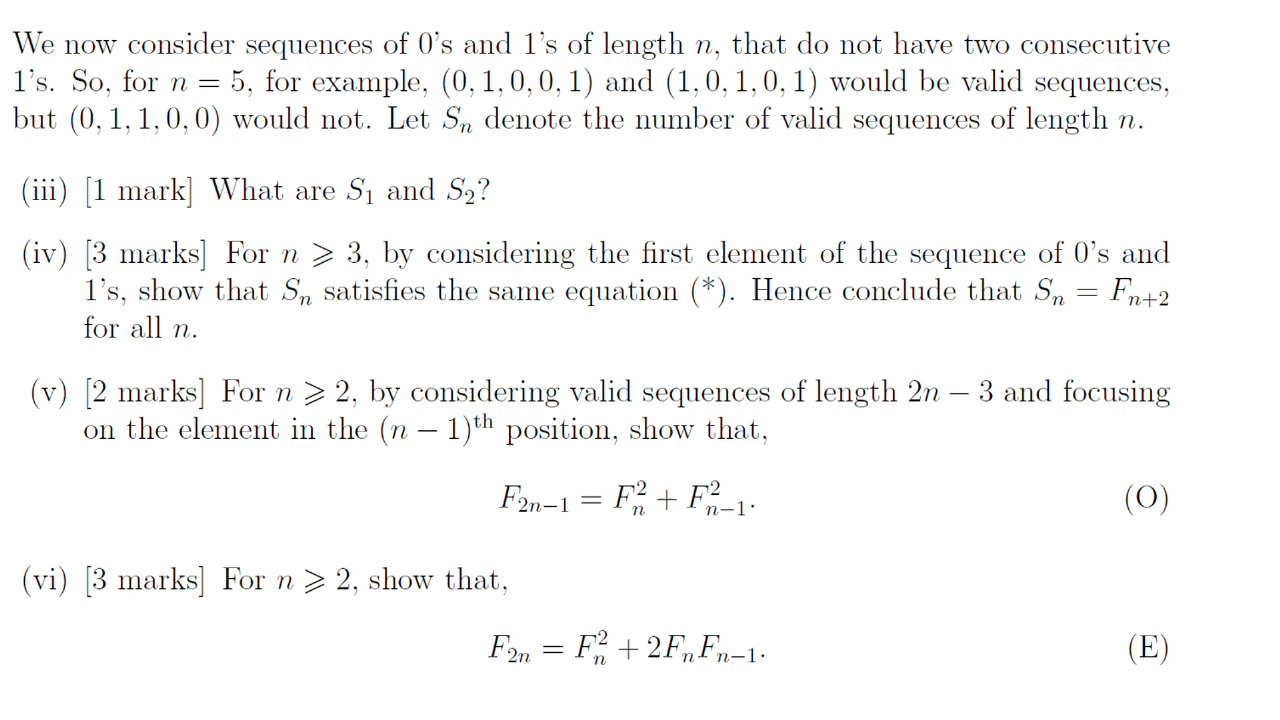 We now consider sequences of 0's and 1's of length n, that do not have two consecutive
1's. So, for n = 5, for example, (0, 1, 0, 0, 1) and (1, 0, 1, 0, 1) would be valid sequences,
but (0, 1, 1, 0, 0) would not. Let Sₙ denote the number of valid sequences of length n.
(iii) [1 mark] What are S₁ and S₂?
(iv) [3 marks] For n ⩾ 3, by considering the first element of the sequence of 0's and
1's, show that Sₙ satisfies the same equation (*). Hence conclude that Sₙ = Fₙ₊₂
for all n.
(v) [2 marks] For n ⩾ 2, by considering valid sequences of length 2n − 3 and focusing
on the element in the (n − 1)ᵗʰ position, show that,
F₂ₙ₋₁ = Fₙ² + Fₙ₋₁². (O)
(vi) [3 marks] For n ⩾ 2, show that,
F₂ₙ = Fₙ² + 2FₙFₙ₋₁. (E)